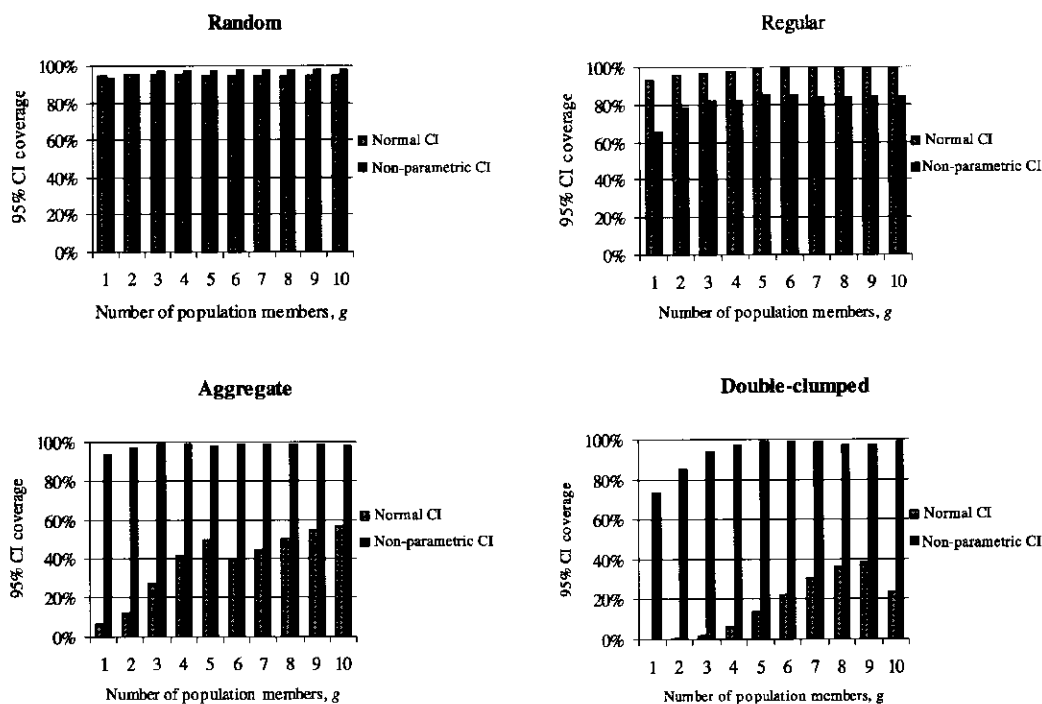 Random
100%
80%
60%
40%
20%
0%
95% CI coverage
1 2 3 4 5 6 7 8 9 10
Number of population members, g
Normal CI
Non-parametric CI
Regular
100%
80%
60%
40%
20%
0%
95% CI coverage
1 2 3 4 5 6 7 8 9 10
Number of population members, g
Normal CI
Non-parametric CI
Aggregate
100%
80%
60%
40%
20%
0%
95% CI coverage
1 2 3 4 5 6 7 8 9 10
Number of population members, g
Normal CI
Non-parametric CI
Double-clumped
100%
80%
60%
40%
20%
0%
95% CI coverage
1 2 3 4 5 6 7 8 9 10
Number of population members, g
Normal CI
Non-parametric CI